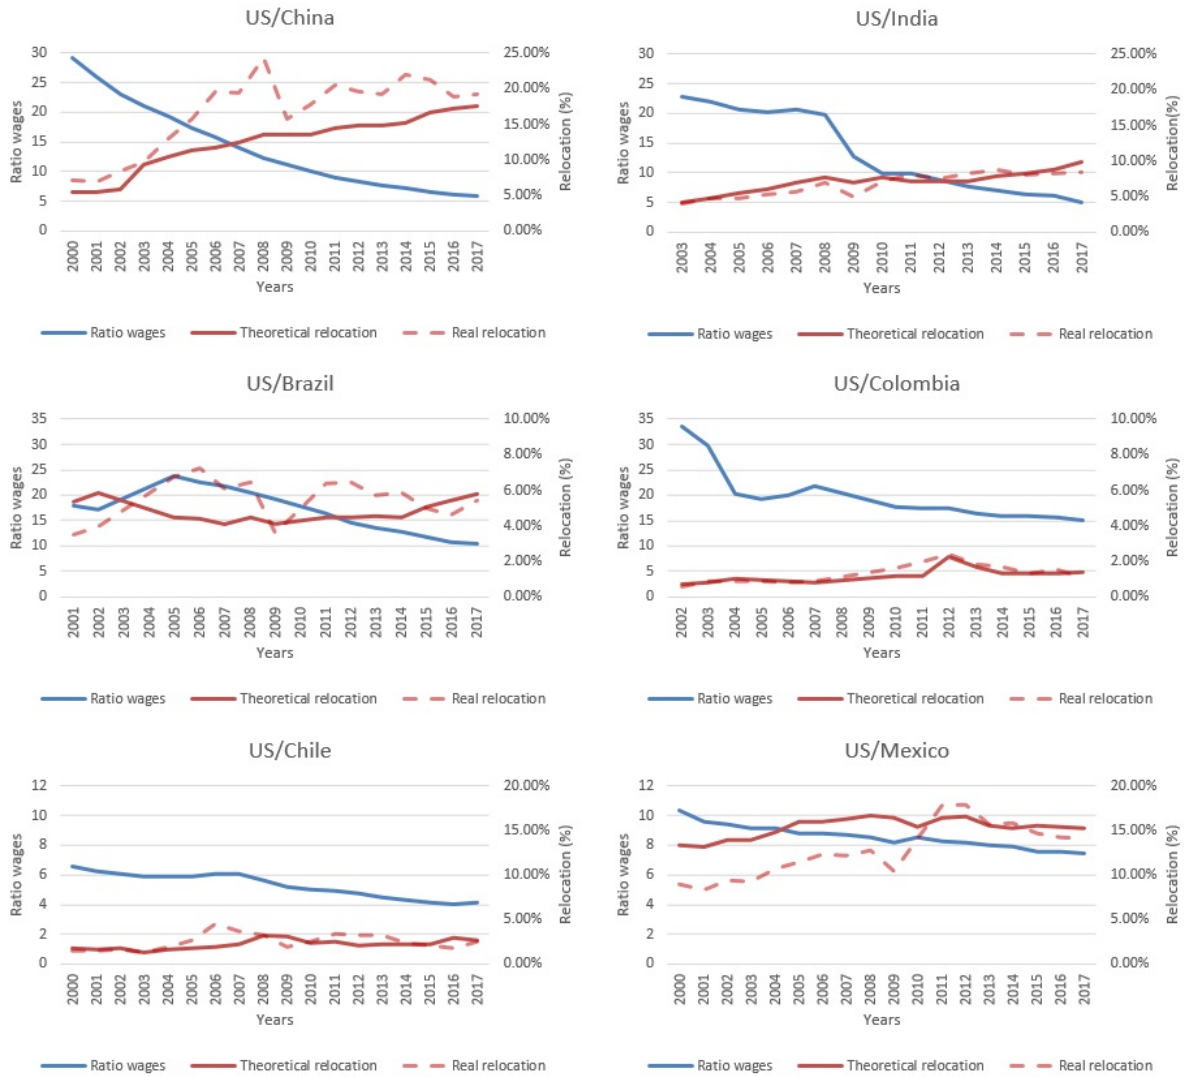 US/China
30 25.00%
25 20.00%
20 15.00%
15 10.00%
10 5.00%
5 0.00%
0
Ratio wages
Relocation (%)
2000 2001 2002 2003 2004 2005 2006 2007 2008 2009 2010 2011 2012 2013 2014 2015 2016 2017
Years
Ratio wages Theoretical relocation Real relocation
US/India
30 25.00%
25 20.00%
20 15.00%
15 10.00%
10 5.00%
5 0.00%
0
Ratio wages
Relocation(%)
2003 2004 2005 2006 2007 2008 2009 2010 2011 2012 2013 2014 2015 2016 2017
Years
Ratio wages Theoretical relocation Real relocation
US/Brazil
35 10.00%
30 8.00%
25 6.00%
20 4.00%
15 2.00%
10 0.00%
5
0
Ratio wages
Relocation (%)
2001 2002 2003 2004 2005 2006 2007 2008 2009 2010 2011 2012 2013 2014 2015 2016 2017
Years
Ratio wages Theoretical relocation Real relocation
US/Colombia
35 10.00%
30 8.00%
25 6.00%
20 4.00%
15 2.00%
10 0.00%
5
0
Ratio wages
Relocation (%)
2002 2003 2004 2005 2006 2007 2008 2009 2010 2011 2012 2013 2014 2015 2016 2017
Years
Ratio wages Theoretical relocation Real relocation
US/Chile
12 20.00%
10 15.00%
8 10.00%
6 5.00%
4 0.00%
2
0
Ratio wages
Relocation (%)
2000 2001 2002 2003 2004 2005 2006 2007 2008 2009 2010 2011 2012 2013 2014 2015 2016 2017
Years
Ratio wages Theoretical relocation Real relocation
US/Mexico
12 20.00%
10 15.00%
8 10.00%
6 5.00%
4 0.00%
2
0
Ratio wages
Relocation (%)
2000 2001 2002 2003 2004 2005 2006 2007 2008 2009 2010 2011 2012 2013 2014 2015 2016 2017
Years
Ratio wages Theoretical relocation Real relocation